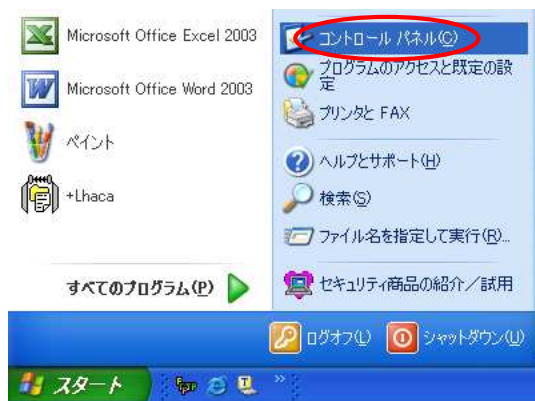 Microsoft Office Excel 2003
Microsoft Office Word 2003
ペイント
+Lhaca
すべてのプログラム(P)
コントロール パネル(C)
プログラムのアクセスと既定の設
定
プリンタと FAX
ヘルプとサポート(H)
検索(S)
ファイル名を指定して実行(R)...
セキュリティ商品の紹介／試用
ログオフ(L)
シャットダウン(U)
スタート